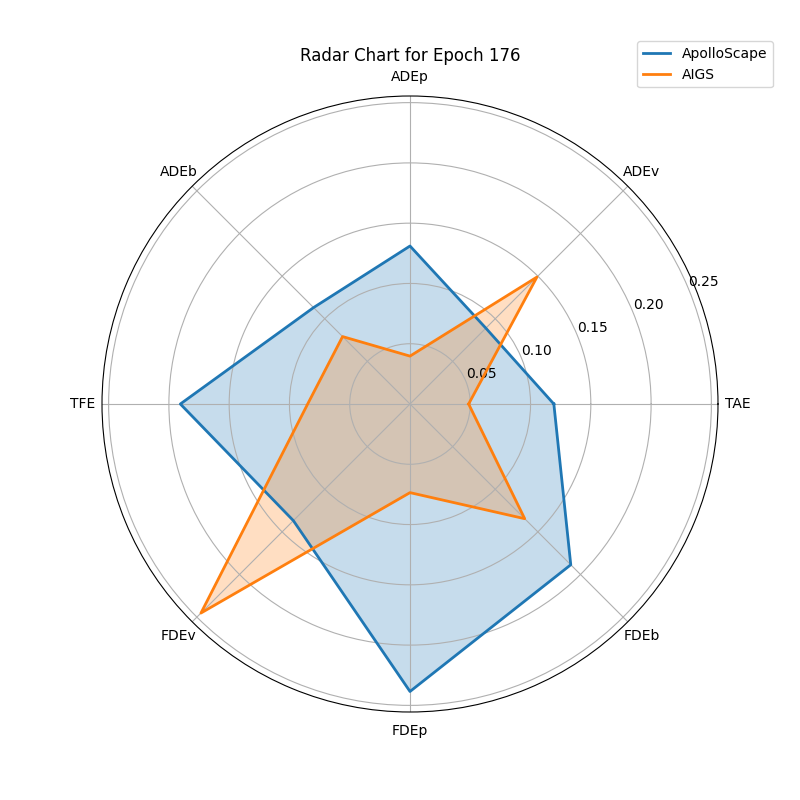 Radar Chart for Epoch 176
ApolloScape
AIGS
ADEp
ADEb
ADEv
0.25
0.20
0.15
0.10
0.05
TFE
TAE
FDEv
FDEb
FDEp